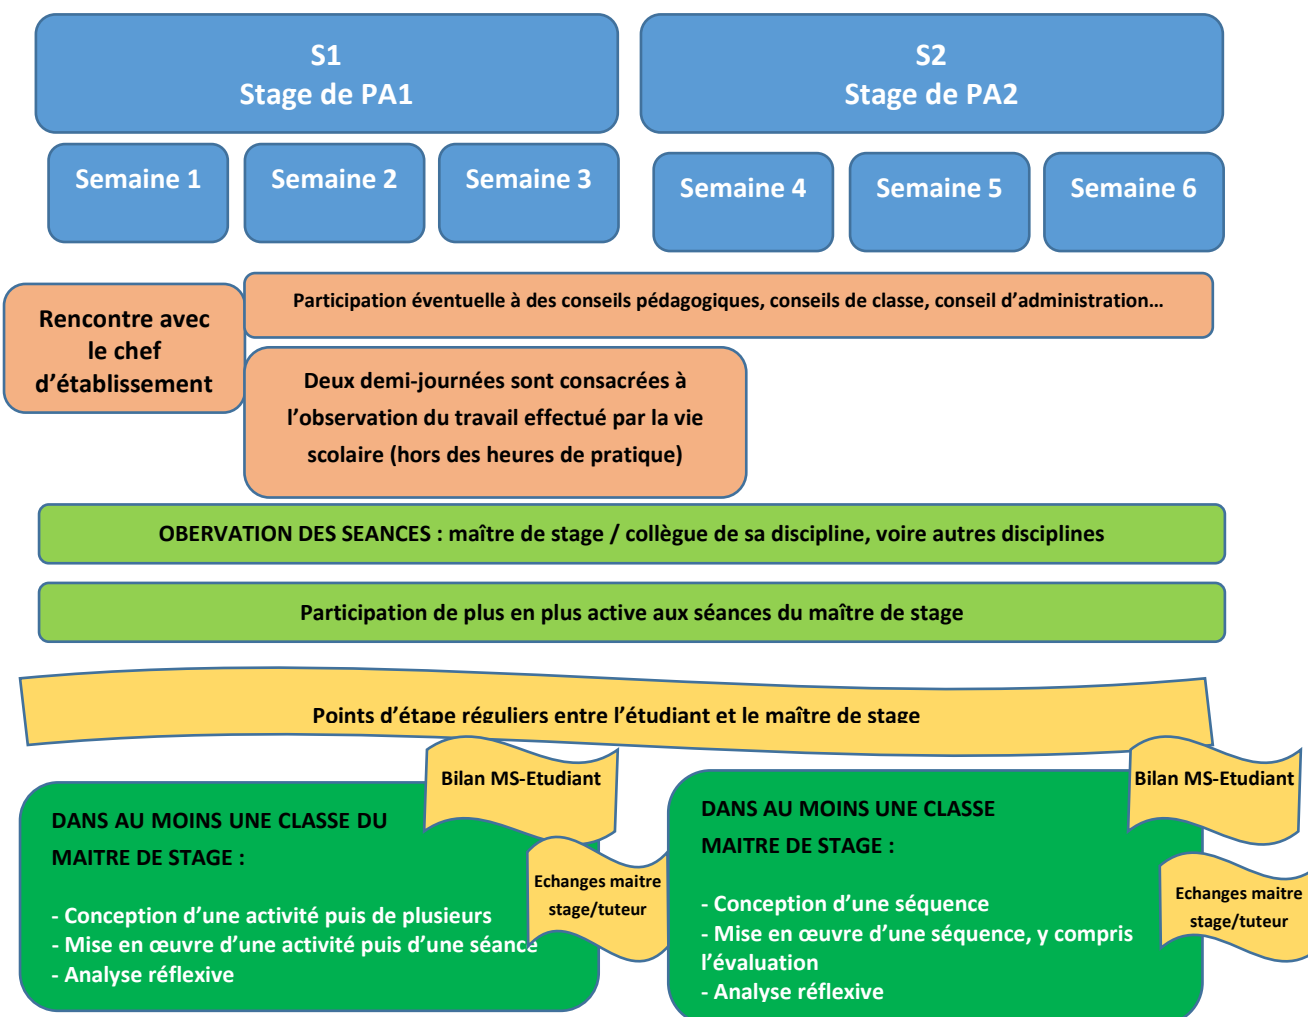 S1
Stage de PA1
S2
Stage de PA2
Semaine 1
Semaine 2
Semaine 3
Semaine 4
Semaine 5
Semaine 6
Rencontre avec
le chef
d’établissement
Participation éventuelle à des conseils pédagogiques, conseils de classe, conseil d’administration…
Deux demi-journées sont consacrées à
l’observation du travail effectué par la vie
scolaire (hors des heures de pratique)
OBERVATION DES SEANCES : maître de stage / collègue de sa discipline, voire autres disciplines
Participation de plus en plus active aux séances du maître de stage
Points d’étape réguliers entre l’étudiant et le maître de stage
Bilan MS-Etudiant
DANS AU MOINS UNE CLASSE DU
MAITRE DE STAGE :
- Conception d’une activité puis de plusieurs
- Mise en œuvre d’une activité puis d’une séance
- Analyse réflexive
Echanges maitre
stage/tuteur
Bilan MS-Etudiant
DANS AU MOINS UNE CLASSE
MAITRE DE STAGE :
- Conception d’une séquence
- Mise en œuvre d’une séquence, y compris
l’évaluation
- Analyse réflexive
Echanges maitre
stage/tuteur